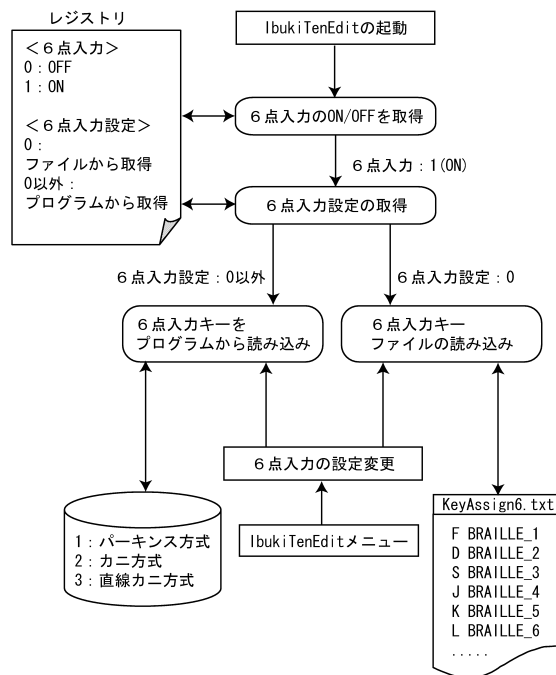 レジストリ
＜６点入力＞
0：OFF
1：ON
＜６点入力設定＞
0：
ファイルから取得
0以外：
プログラムから取得
IbukiTenEditの起動
６点入力のON/OFFを取得
６点入力：1(ON)
６点入力設定の取得
６点入力設定：0以外
６点入力設定：0
６点入力キーを
プログラムから読み込み
６点入力キー
ファイルの読み込み
６点入力の設定変更
IbukiTenEditメニュー
1：パーキンス方式
2：カニ方式
3：直線カニ方式
KeyAssign6.txt
F BRAILLE_1
D BRAILLE_2
S BRAILLE_3
J BRAILLE_4
K BRAILLE_5
L BRAILLE_6
.....